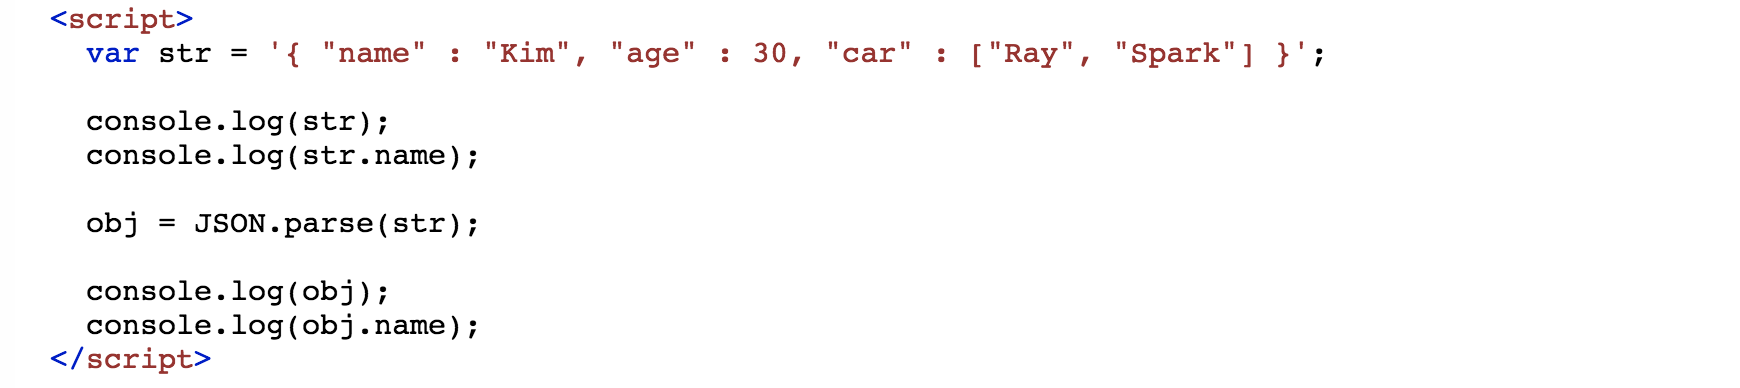 <script>
var str = '{ "name" : "Kim", "age" : 30, "car" : ["Ray", "Spark"] }';
console.log(str);
console.log(str.name);
obj = JSON.parse(str);
console.log(obj);
console.log(obj.name);
</script>